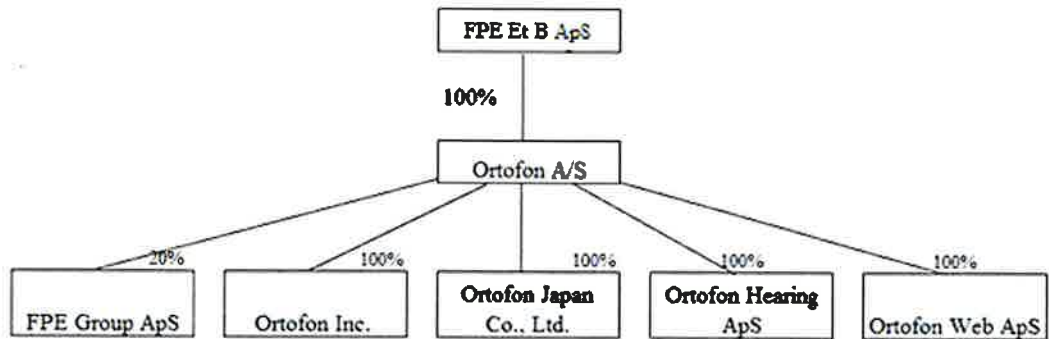 FPE Et B ApS
100%
Ortofon A/S
20%
100%
100%
100%
100%
FPE Group ApS
Ortofon Inc.
Ortofon Japan
Co., Ltd.
Ortofon Hearing
ApS
Ortofon Web ApS